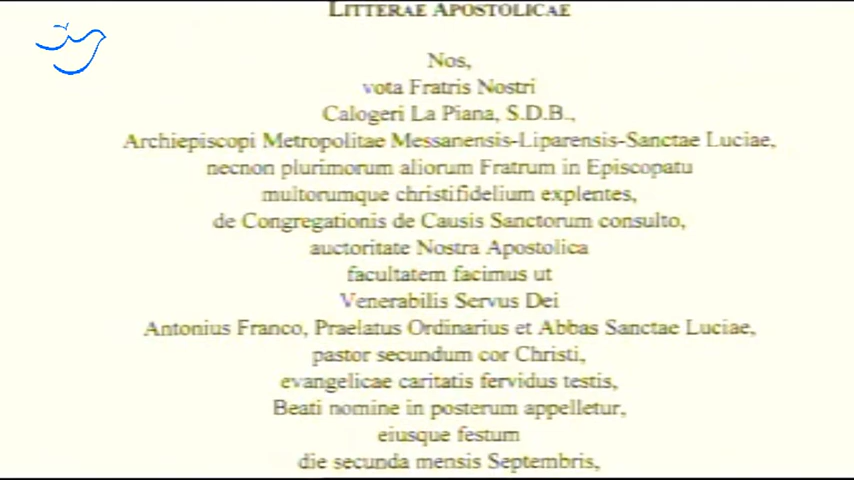 LITTERAE APOSTOLICAE
Nos,
vota Fratris Nostri
Calogeri La Piana, S.D.B.,
Archiepiscopi Metropolitae Messanensis-Liparensis-Sanctae Luciae,
necnon plurimorum aliorum Fratrum in Episcopatu
multorumque christifidelium explentes,
de Congregationis de Causis Sanctorum consulto,
auctoritate Nostra Apostolica
facultatem facimus ut
Venerabilis Servus Dei
Antonius Franco, Praelatus Ordinarius et Abbas Sanctae Luciae,
pastor secundum cor Christi,
evangelicae caritatis fervidus testis,
Beati nomine in posterum appelletur,
eiusque festum
die secunda mensis Septembris,